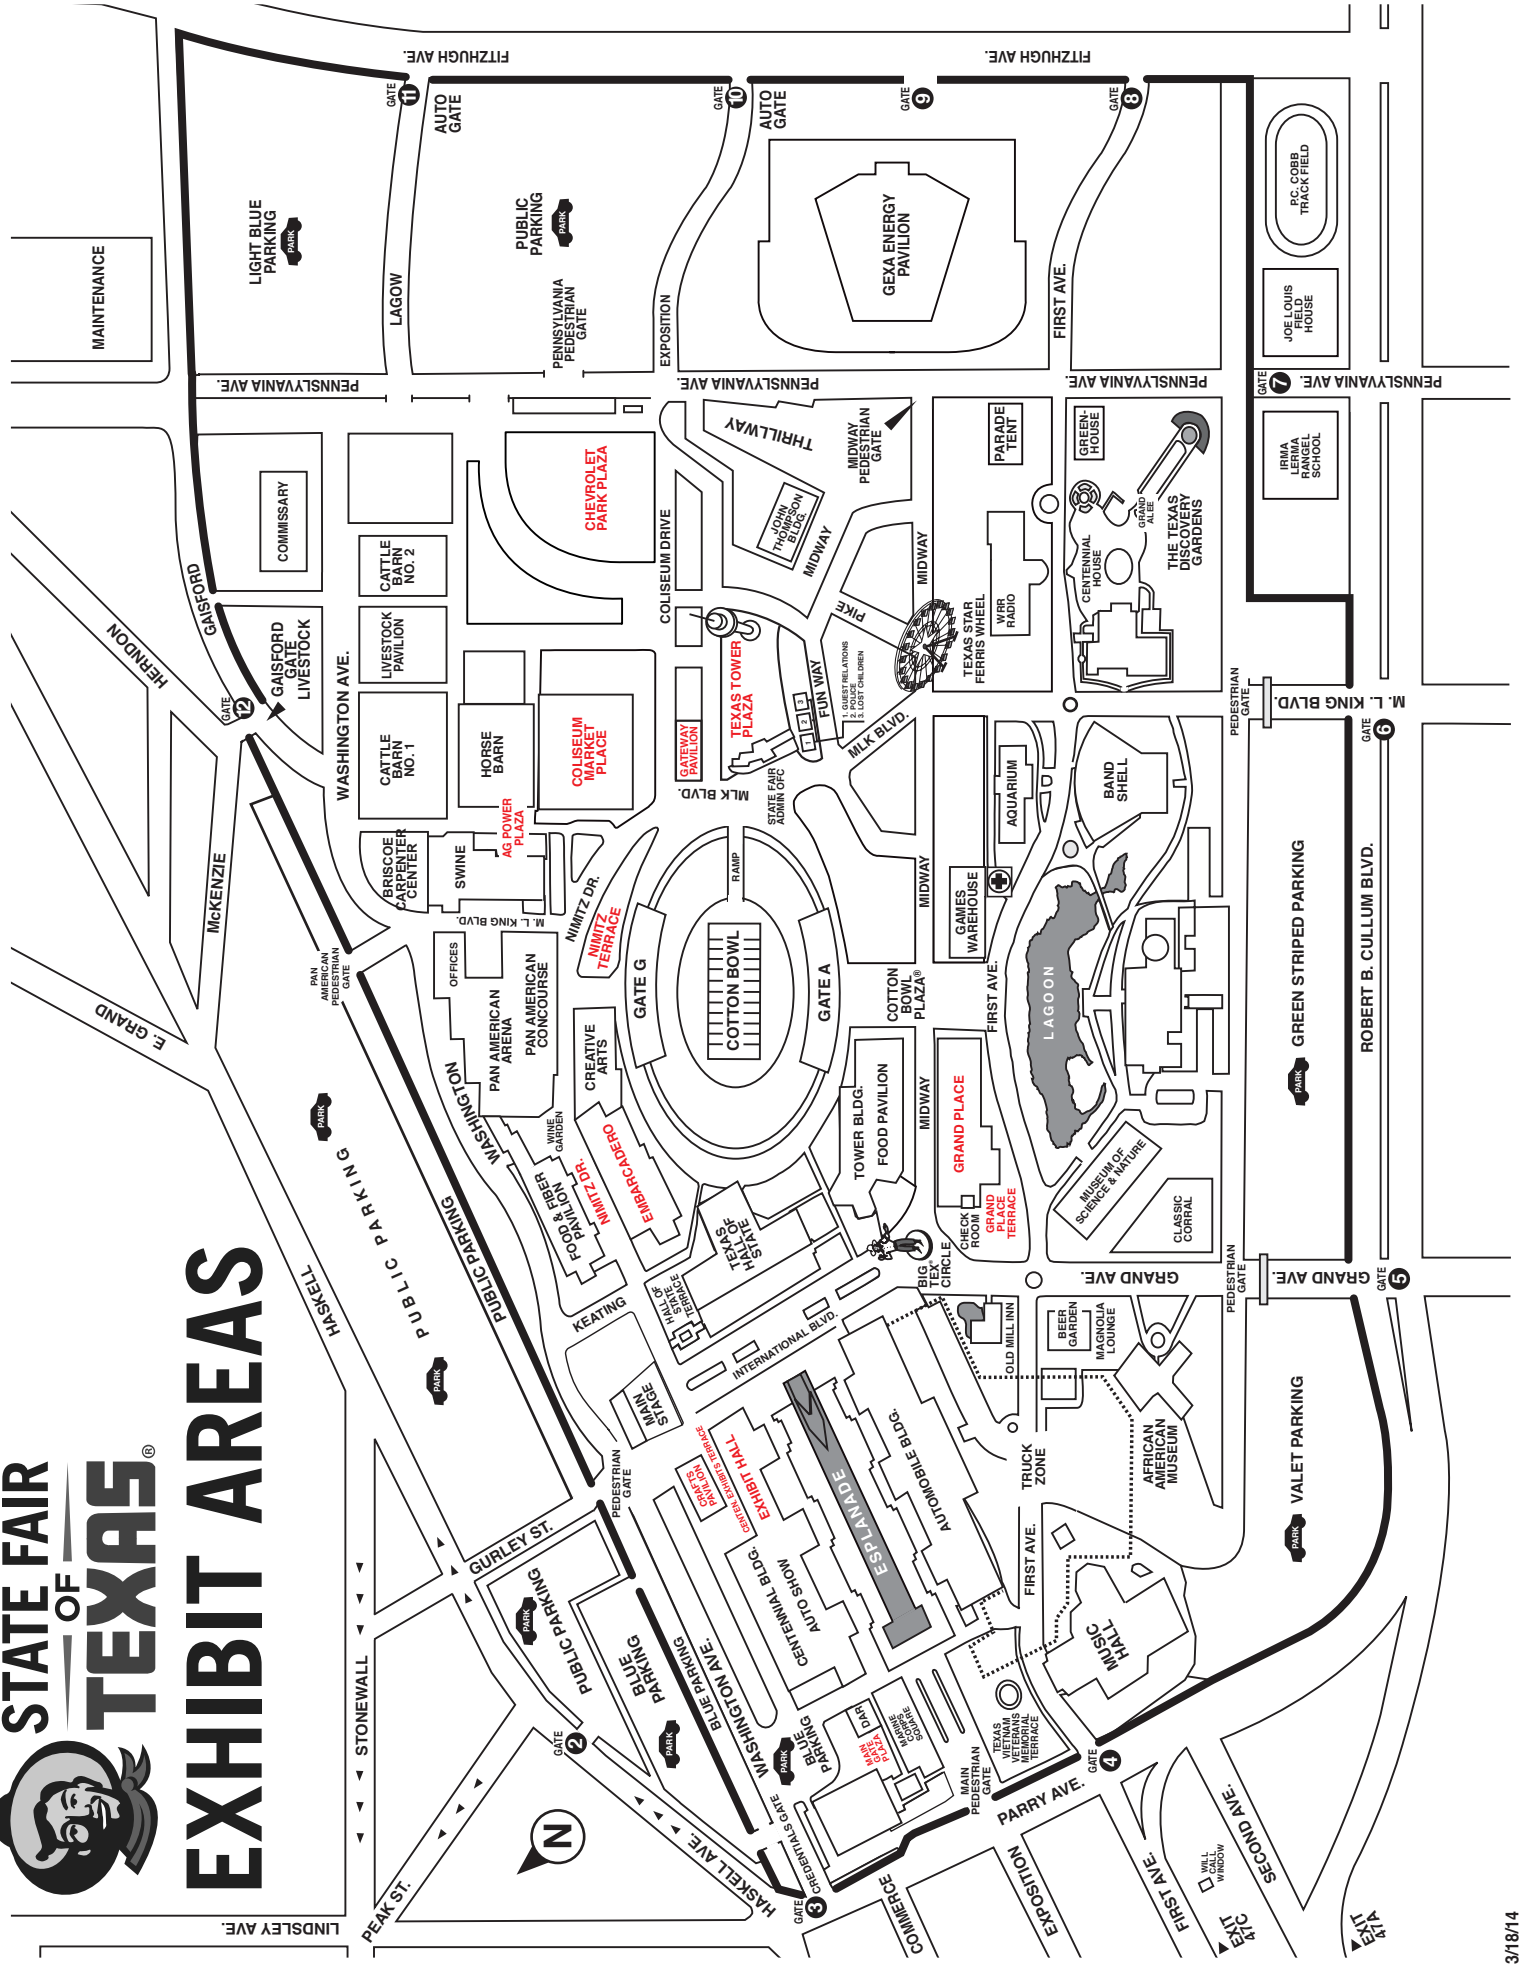 STATE FAIR
OF
TEXAS®
EXHIBIT AREAS
LINDSLEY AVE.
PEAK ST.
STONEWALL
HASKELL
E. GRAND
McKENZIE
HERNDON
GAISFORD
MAINTENANCE
GATE
2
GATE
3
CREDENTIALS GATE
HASKELL AVE.
N
GURLEY ST.
PUBLIC PARKING
PARK
BLUE
PARKING
PARK
BLUE PARKING
WASHINGTON AVE.
BLUE
PARKING
PARK
PEDESTRIAN
GATE
PUBLIC PARKING
PUBLIC PARKING
PARK
PARK
WASHINGTON
PAN
AMERICAN
PEDESTRIAN
GATE
GATE
12
GAISFORD
GATE
LIVESTOCK
WASHINGTON AVE.
COMMISSARY
LIGHT BLUE
PARKING
PARK
LAGOW
GATE
11
AUTO
GATE
FITZHUGH AVE.
FITZHUGH AVE.
PUBLIC
PARKING
PARK
PENNSYLVANIA
PEDESTRIAN
GATE
EXPOSITION
GATE
10
AUTO
GATE
GATE
9
GATE
8
GEXA ENERGY
PAVILION
FIRST AVE.
PENNSYLVANIA AVE.
PENNSYLVANIA AVE.
PENNSYLVANIA AVE.
PENNSYLVANIA AVE.
GATE
7
P.C. COBB
TRACK FIELD
JOE LOUIS
FIELD
HOUSE
IRMA
LERMA
RANGEL
SCHOOL
BRISCOE
CARPENTER
CENTER
SWINE
M. L. KING BLVD.
CATTLE
BARN
NO. 1
LIVESTOCK
PAVILION
CATTLE
BARN
NO. 2
HORSE
BARN
AG POWER
PLAZA
COLISEUM
MARKET
PLACE
CHEVROLET
PARK PLAZA
COLISEUM DRIVE
GATEWAY
PAVILION
MLK BLVD.
TEXAS TOWER
PLAZA
STATE FAIR
ADMIN OFC
1
2
3
FUN WAY
1. GUEST RELATIONS
2. POLICE
3. LOST CHILDREN
MLK BLVD.
PIKE
MIDWAY
JOHN
THOMPSON
BLDG.
THRILLWAY
MIDWAY
PEDESTRIAN
GATE
MIDWAY
TEXAS STAR
FERRIS WHEEL
WRR
RADIO
PARADE
TENT
GREEN-
HOUSE
GRAND
ALEE
CENTENNIAL
HOUSE
THE TEXAS
DISCOVERY
GARDENS
OFFICES
PAN AMERICAN
ARENA
PAN AMERICAN
CONCOURSE
NIMITZ DR.
NIMITZ
TERRACE
CREATIVE
ARTS
WINE
GARDEN
FOOD & FIBER
PAVILION
NIMITZ DR.
EMBARCADERO
GATE G
COTTON BOWL
RAMP
GATE A
COTTON
BOWL
PLAZA®
TOWER BLDG.
FOOD PAVILION
MIDWAY
MIDWAY
GAMES
WAREHOUSE
AQUARIUM
BAND
SHELL
FIRST AVE.
LAGOON
GRAND PLACE
GRAND
PLACE
TERRACE
CHECK
ROOM
BIG
TEX®
CIRCLE
MUSEUM OF
SCIENCE & NATURE
CLASSIC
CORRAL
GRAND AVE.
PEDESTRIAN
GATE
GRAND AVE.
GATE
5
GREEN STRIPED PARKING
PARK
ROBERT B. CULLUM BLVD.
PEDESTRIAN
GATE
M. L. KING BLVD.
GATE
6
KEATING
HALL OF
STATE
TERRACE
TEXAS
HALL OF
STATE
INTERNATIONAL BLVD.
MAIN
STAGE
CRAFTS
PAVILION
CENTEN. EXHIBITS TERRACE
EXHIBIT HALL
CENTENNIAL BLDG.
AUTO SHOW
ESPLANADE
AUTOMOBILE BLDG.
OLD MILL INN
BEER
GARDEN
MAGNOLIA
LOUNGE
TRUCK
ZONE
AFRICAN
AMERICAN
MUSEUM
VALET PARKING
PARK
FIRST AVE.
MUSIC
HALL
DAR
MARINE
CORPS
SQUARE
MAIN
GATE
PLAZA
MAIN
PEDESTRIAN
GATE
TEXAS
VIETNAM
VETERANS
MEMORIAL
TERRACE
GATE
4
PARRY AVE.
COMMERCE
EXPOSITION
FIRST AVE.
SECOND AVE.
WILL
CALL
WINDOW
EXIT
47C
EXIT
47A
3/18/14